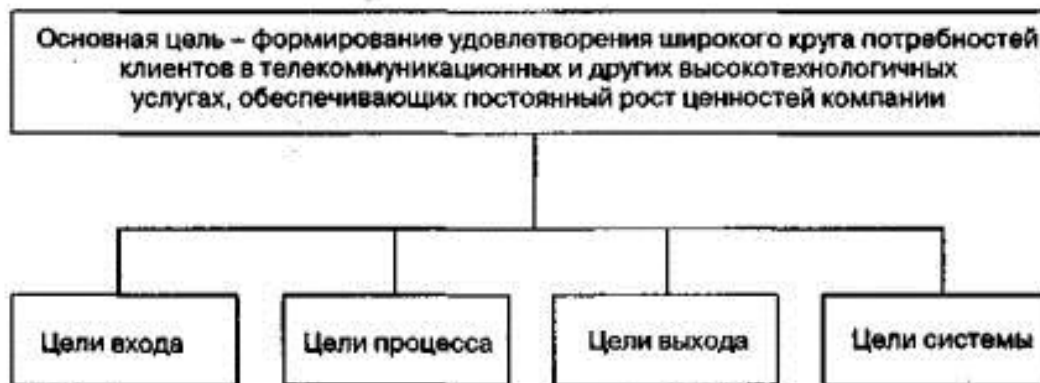 Основная цель – формирование удовлетворения широкого круга потребностей
клиентов в телекоммуникационных и других высокотехнологичных
услугах, обеспечивающих постоянный рост ценностей компании
Цели входа
Цели процесса
Цели выхода
Цели системы